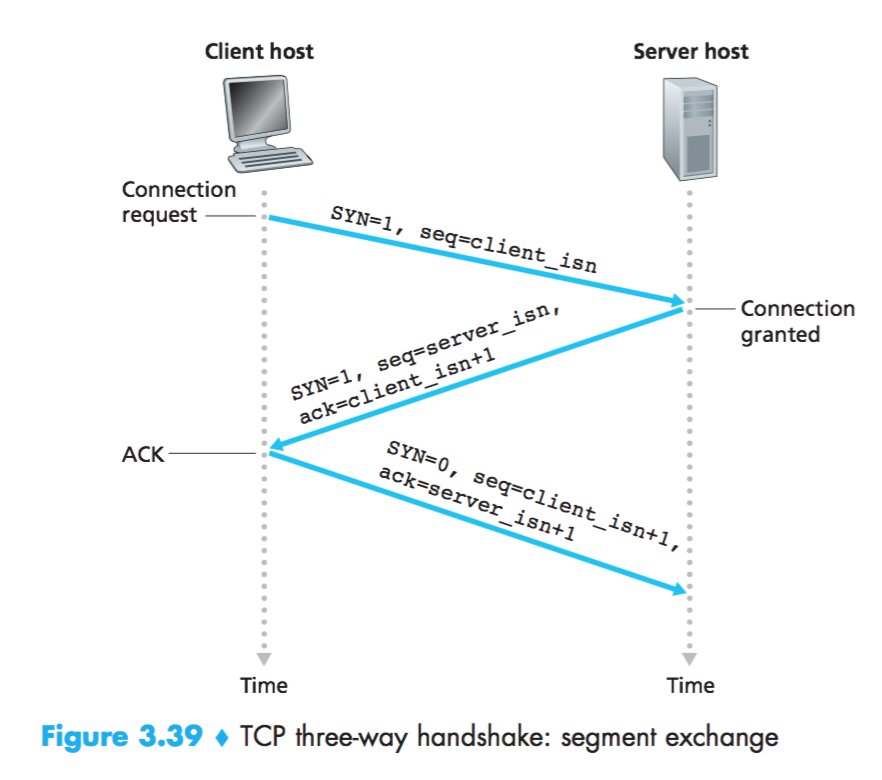 Client host
Server host
Connection
request
SYN=1, seq=client_isn
Connection
granted
SYN=1, seq=server_isn,
ack=client_isn+1
ACK
SYN=0, seq=client_isn+1,
ack=server_isn+1
Time
Time
Figure 3.39 ♦ TCP three-way handshake: segment exchange